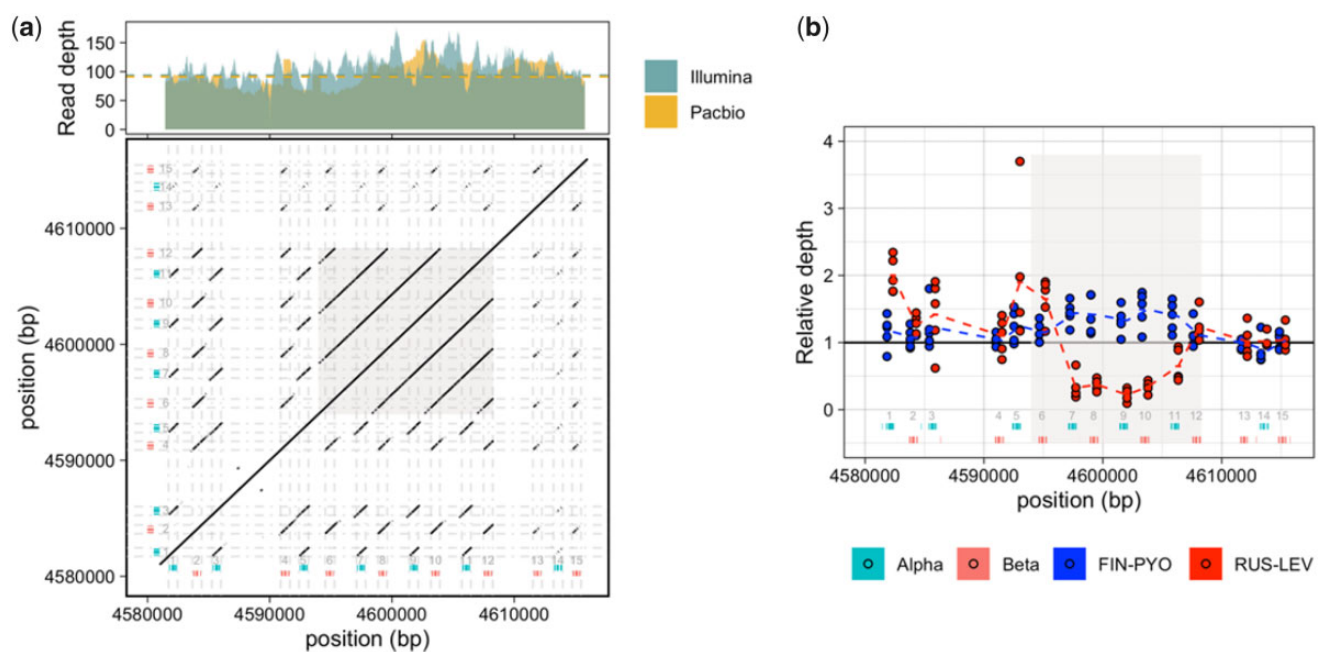 (a)
Read depth
150
100
50
0
Illumina
Pacbio
position (bp)
4610000
4600000
4590000
4580000
15
14
13
12
11
10
9
8
7
6
5
4
3
2
1
1 2 3 4 5 6 7 8 9 10 11 12 13 14 15
4580000 4590000 4600000 4610000
position (bp)
(b)
Relative depth
4
3
2
1
0
1 2 3 4 5 6 7 8 9 10 11 12 13 14 15
4580000 4590000 4600000 4610000
position (bp)
Alpha Beta FIN-PYO RUS-LEV